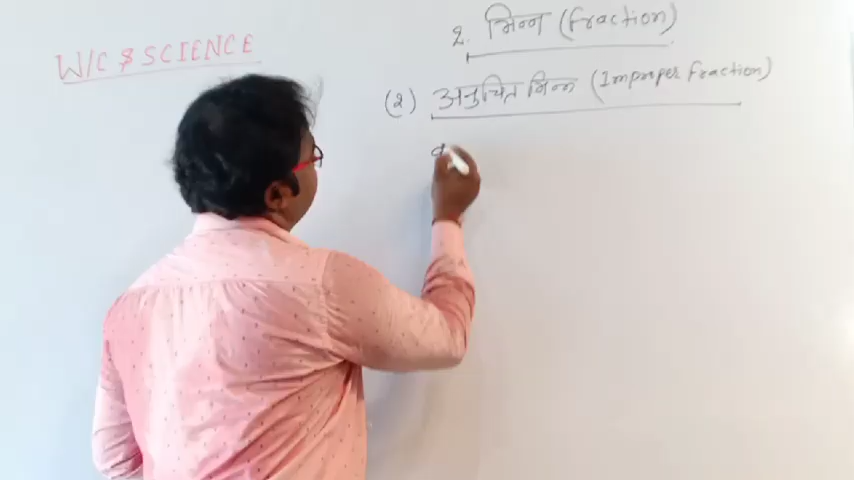 W/C $ SCIENCE
2. भिन्न (Fraction)
(2) अनुचित भिन्न (Improper fraction)